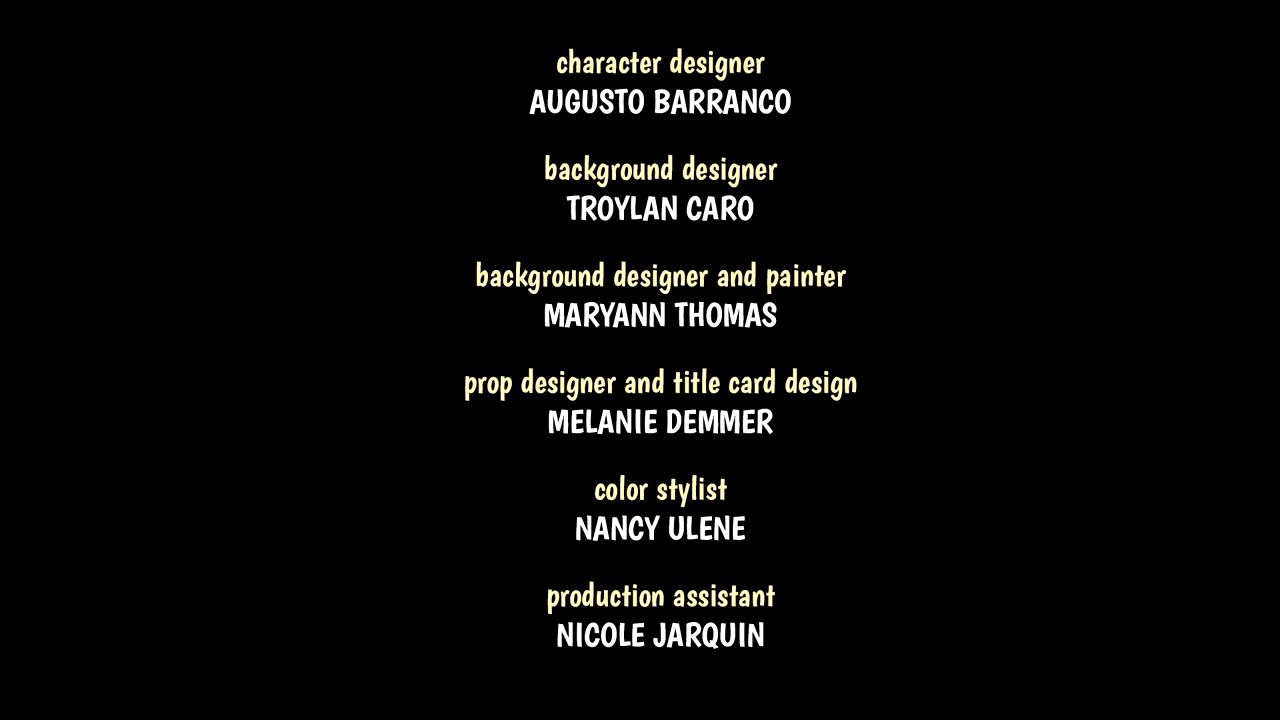 character designer
AUGUSTO BARRANCO
background designer
TROYLAN CARO
background designer and painter
MARYANN THOMAS
prop designer and title card design
MELANIE DEMMER
color stylist
NANCY ULENE
production assistant
NICOLE JARQUIN